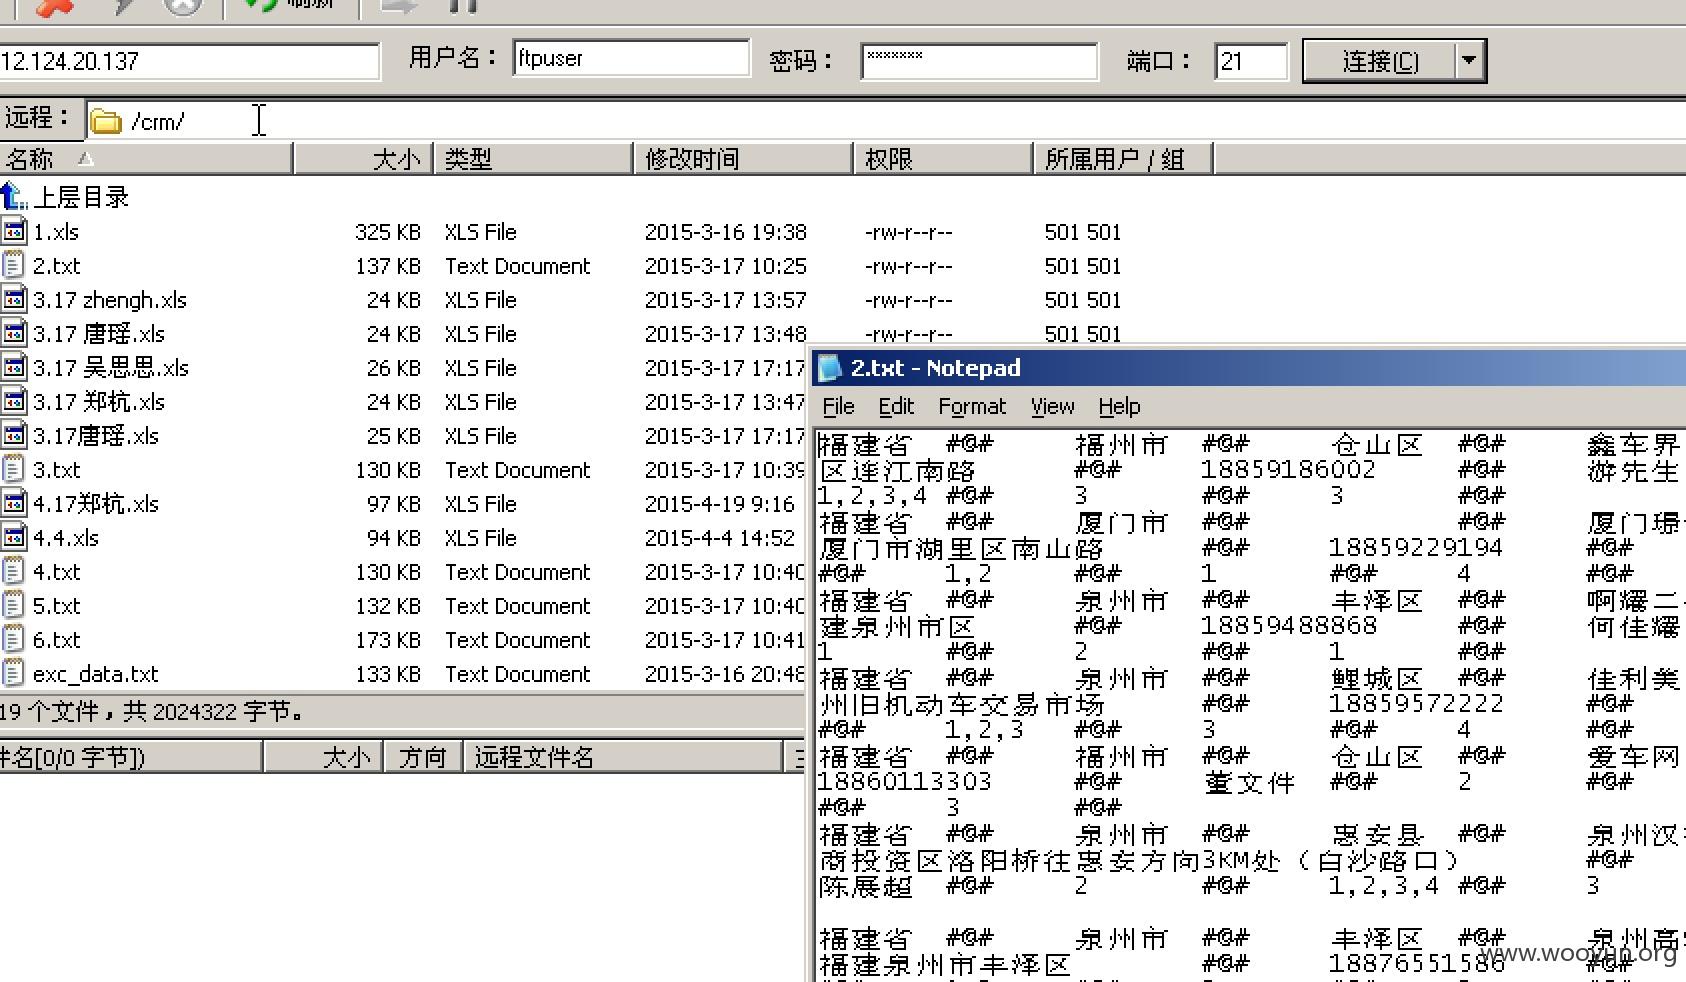 刷新
12.124.20.137 用户名： ftpuser 密码： ******* 端口： 21 连接(C)
远程： /crm/
名称 大小 类型 修改时间 权限 所属用户 / 组
上层目录
1.xls 325 KB XLS File 2015-3-16 19:38 -rw-r--r-- 501 501
2.txt 137 KB Text Document 2015-3-17 10:25 -rw-r--r-- 501 501
3.17 zhengh.xls 24 KB XLS File 2015-3-17 13:57 -rw-r--r-- 501 501
3.17 唐瑶.xls 24 KB XLS File 2015-3-17 13:48 -rw-r--r-- 501 501
3.17 吴思思.xls 26 KB XLS File 2015-3-17 17:17
3.17 郑杭.xls 24 KB XLS File 2015-3-17 13:47
3.17唐瑶.xls 25 KB XLS File 2015-3-17 17:17
3.txt 130 KB Text Document 2015-3-17 10:39
4.17郑杭.xls 97 KB XLS File 2015-4-19 9:16
4.4.xls 94 KB XLS File 2015-4-4 14:52
4.txt 130 KB Text Document 2015-3-17 10:40
5.txt 132 KB Text Document 2015-3-17 10:40
6.txt 173 KB Text Document 2015-3-17 10:41
exc_data.txt 133 KB Text Document 2015-3-16 20:48
19 个文件，共 2024322 字节。
件名[0/0 字节]) 大小 方向 远程文件名
2.txt - Notepad
File Edit Format View Help
福建省 #@# 福州市 #@# 仓山区 #@# 鑫车界
区连江南路 #@# 18859186002 #@# 游先生
1,2,3,4 #@# 3 #@# 3 #@#
福建省 #@# 厦门市 #@# #@# 厦门璟
厦门市湖里区南山路 #@# 18859229194 #@#
#@# 1,2 #@# 1 #@# 4 #@#
福建省 #@# 泉州市 #@# 丰泽区 #@# 啊耀二
建泉州市区 #@# 18859488868 #@# 何佳耀
1 #@# 2 #@# 1 #@#
福建省 #@# 泉州市 #@# 鲤城区 #@# 佳利美
州旧机动车交易市场 #@# 18859572222 #@#
#@# 1,2,3 #@# 3 #@# 4 #@#
福建省 #@# 福州市 #@# 仓山区 #@# 爱车网
18860113303 #@# 董文件 #@# 2 #@#
#@# 3 #@#
福建省 #@# 泉州市 #@# 惠安县 #@# 泉州汉
商投资区洛阳桥往惠安方向3KM处（白沙路口） #@#
陈展超 #@# 2 #@# 1,2,3,4 #@# 3
福建省 #@# 泉州市 #@# 丰泽区 #@# 泉州高
福建泉州市丰泽区 #@# 18876551586 #@#
www.wooyun.org